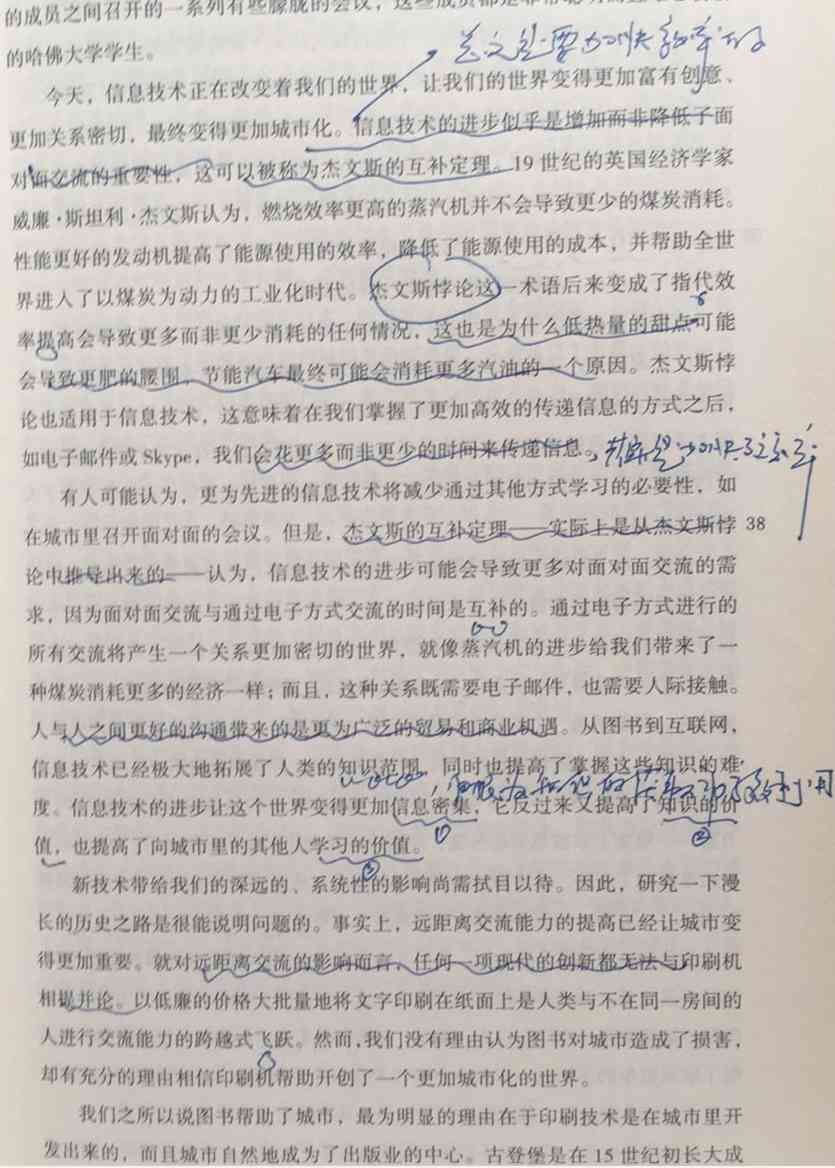 的成员之间召开的一系列有些朦胧的会议，这些成员都是非常聪明
的哈佛大学学生。
今天，信息技术正在改变着我们的世界，让我们的世界变得更加富有创意、
更加关系密切，最终变得更加城市化。信息技术的进步似乎是增加而非降低了面
对面交流的重要性，这可以被称为杰文斯的互补定理。19 世纪的英国经济学家
威廉·斯坦利·杰文斯认为，燃烧效率更高的蒸汽机并不会导致更少的煤炭消耗。
性能更好的发动机提高了能源使用的效率，降低了能源使用的成本，并帮助全世
界进入了以煤炭为动力的工业化时代。杰文斯悖论这一术语后来变成了指代效
率提高会导致更多而非更少消耗的任何情况，这也是为什么低热量的甜点可能
会导致更肥的腰围、节能汽车最终可能会消耗更多汽油的一个原因。杰文斯悖
论也适用于信息技术，这意味着在我们掌握了更加高效的传递信息的方式之后，
如电子邮件或 Skype，我们会花更多而非更少的时间来传递信息。
有人可能认为，更为先进的信息技术将减少通过其他方式学习的必要性，如
在城市里召开面对面的会议。但是，杰文斯的互补定理——实际上是从杰文斯悖 38
论中推导出来的——认为，信息技术的进步可能会导致更多对面对面交流的需
求，因为面对面交流与通过电子方式交流的时间是互补的。通过电子方式进行的
所有交流将产生一个关系更加密切的世界，就像蒸汽机的进步给我们带来了一
种煤炭消耗更多的经济一样；而且，这种关系既需要电子邮件，也需要人际接触。
人与人之间更好的沟通带来的是更为广泛的贸易和商业机遇。从图书到互联网，
信息技术已经极大地拓展了人类的知识范围，同时也提高了掌握这些知识的难
度。信息技术的进步让这个世界变得更加信息密集，它反过来又提高了知识的价
值，也提高了向城市里的其他人学习的价值。
① ② ③
新技术带给我们的深远的、系统性的影响尚需拭目以待。因此，研究一下漫
长的历史之路是很能说明问题的。事实上，远距离交流能力的提高已经让城市变
得更加重要。就对远距离交流的影响而言，任何一项现代的创新都无法与印刷机
相提并论。以低廉的价格大批量地将文字印刷在纸面上是人类与不在同一房间的
人进行交流能力的跨越式飞跃。然而，我们没有理由认为图书对城市造成了损害，
却有充分的理由相信印刷机帮助开创了一个更加城市化的世界。
我们之所以说图书帮助了城市，最为明显的理由在于印刷技术是在城市里开
发出来的，而且城市自然地成为了出版业的中心。古登堡是在 15 世纪初长大成